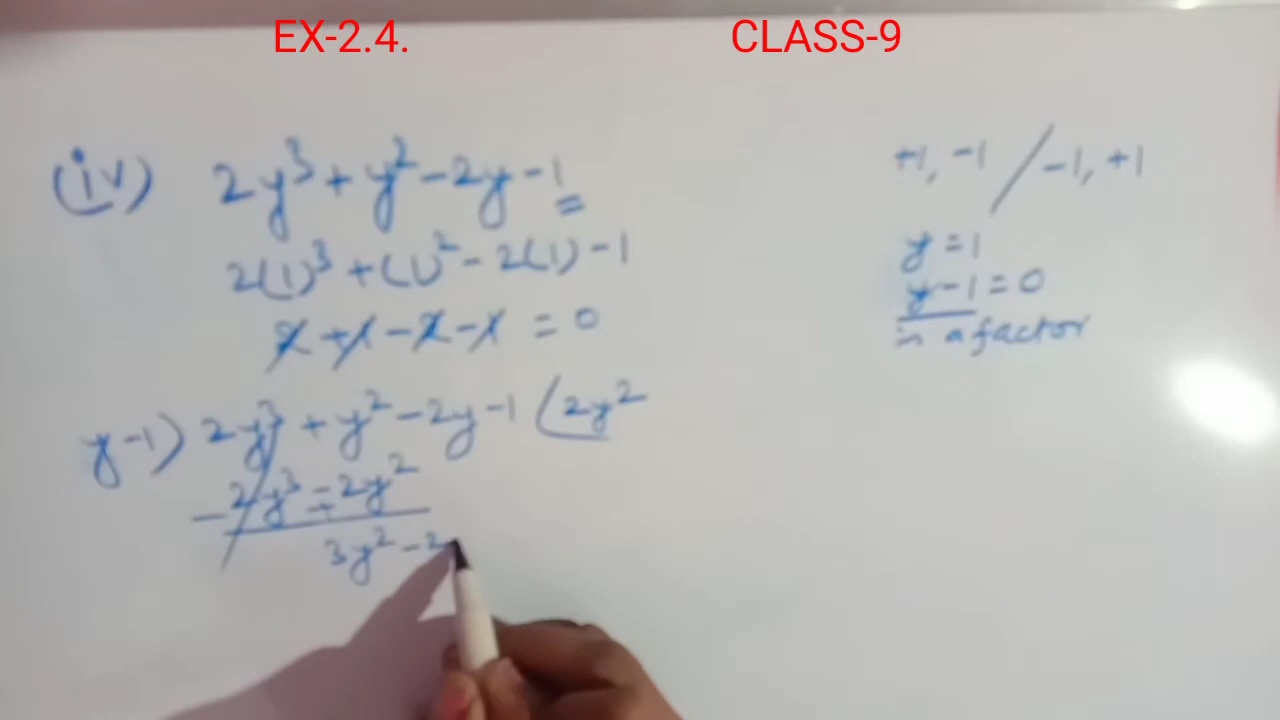 EX-2.4. CLASS-9
(iv) 2y³ + y² - 2y - 1
2(1)³ + (1)² - 2(1) - 1
2 + 1 - 2 - 1 = 0
y-1) 2y³ + y² - 2y - 1 (2y²
- 2y³ - 2y²
+
3y² - 2
+1, -1 / -1, +1
y = 1
y - 1 = 0
is a factor